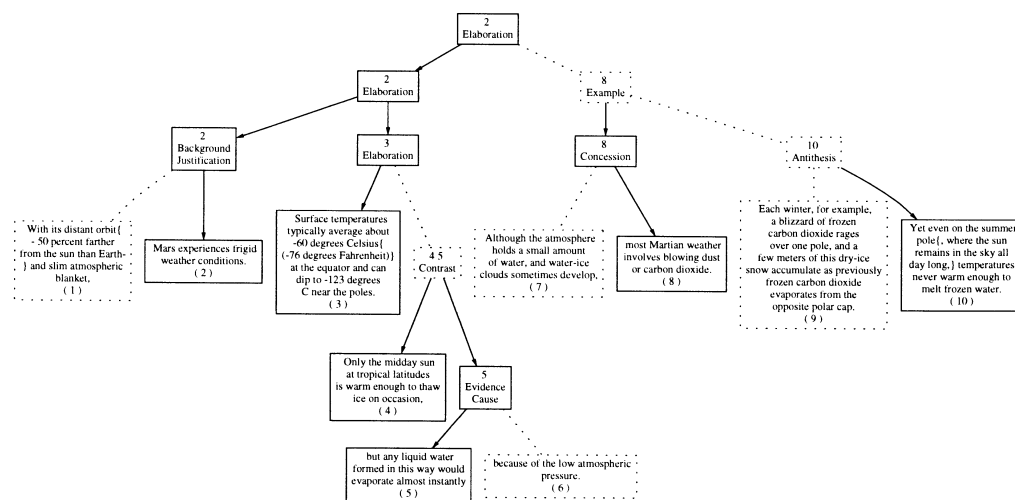 2
Elaboration
2
Elaboration
8
Example
2
Background
Justification
3
Elaboration
8
Concession
10
Antithesis
With its distant orbit{
- 50 percent farther
from the sun than Earth-
} and slim atmospheric
blanket,
( 1 )
Mars experiences frigid
weather conditions.
( 2 )
Surface temperatures
typically average about
-60 degrees Celsius{
(-76 degrees Fahrenheit)}
at the equator and can
dip to -123 degrees
C near the poles.
( 3 )
4 5
Contrast
Although the atmosphere
holds a small amount
of water, and water-ice
clouds sometimes develop,
( 7 )
most Martian weather
involves blowing dust
or carbon dioxide.
( 8 )
Each winter, for example,
a blizzard of frozen
carbon dioxide rages
over one pole, and a
few meters of this dry-ice
snow accumulate as previously
frozen carbon dioxide
evaporates from the
opposite polar cap.
( 9 )
Yet even on the summer
pole{, where the sun
remains in the sky all
day long,} temperatures
never warm enough to
melt frozen water.
( 10 )
Only the midday sun
at tropical latitudes
is warm enough to thaw
ice on occasion,
( 4 )
5
Evidence
Cause
but any liquid water
formed in this way would
evaporate almost instantly
( 5 )
because of the low atmospheric
pressure.
( 6 )